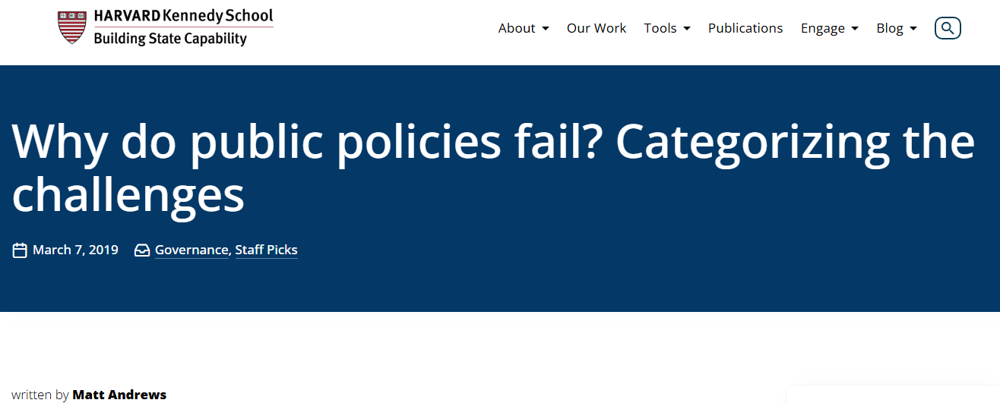 HARVARD Kennedy School
Building State Capability
About Our Work Tools Publications Engage Blog
Why do public policies fail? Categorizing the
challenges
March 7, 2019 Governance, Staff Picks
written by Matt Andrews